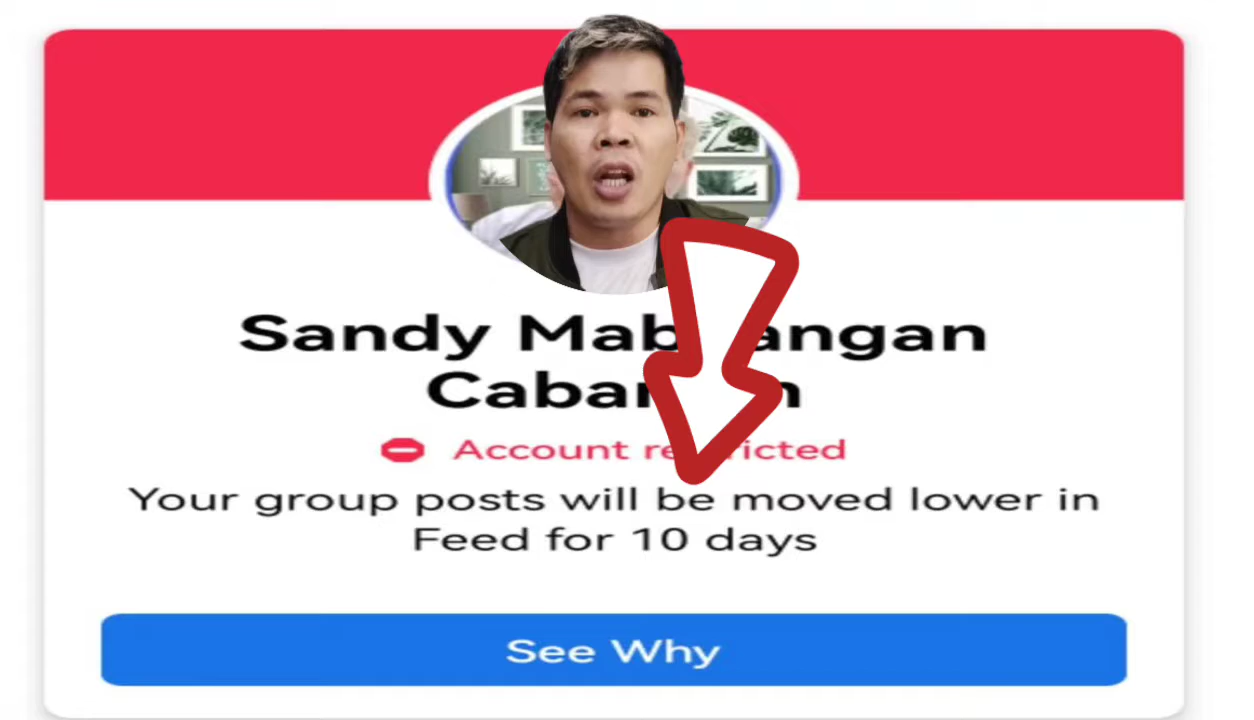 Sandy
Account
Your group posts will be moved lower in
Feed for 10 days
See Why